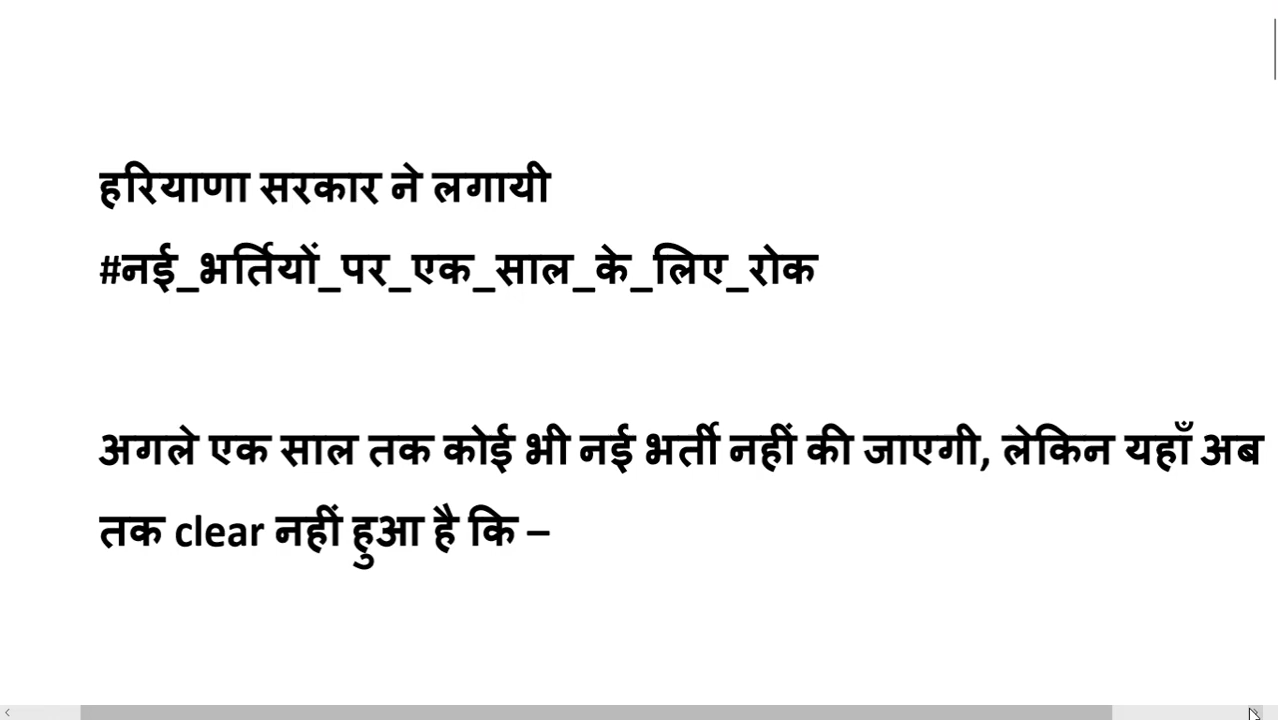 हरियाणा सरकार ने लगायी
#नई_भर्तियों_पर_एक_साल_के_लिए_रोक
अगले एक साल तक कोई भी नई भर्ती नहीं की जाएगी, लेकिन यहाँ अब
तक clear नहीं हुआ है कि –